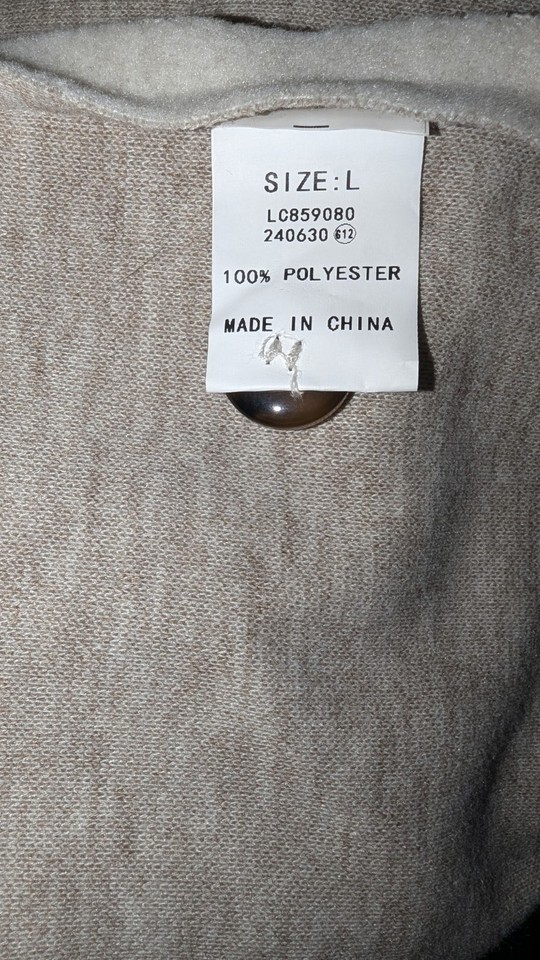 SIZE:L
LC859080
240630 612
100% POLYESTER
MADE IN CHINA